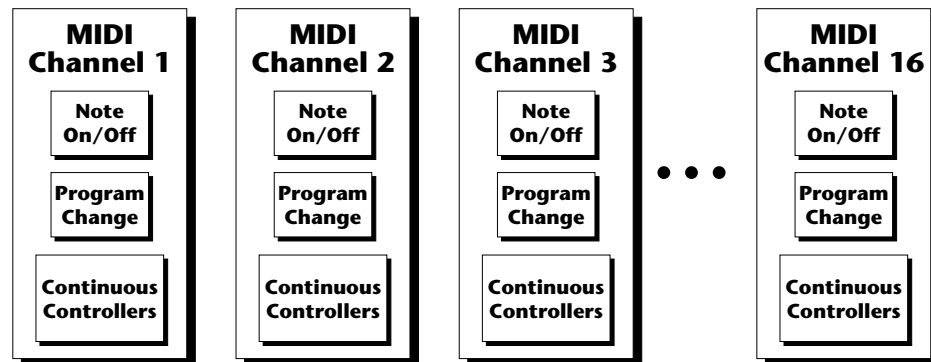 MIDI
Channel 1
Note
On/Off
Program
Change
Continuous
Controllers
MIDI
Channel 2
Note
On/Off
Program
Change
Continuous
Controllers
MIDI
Channel 3
Note
On/Off
Program
Change
Continuous
Controllers
• • •
MIDI
Channel 16
Note
On/Off
Program
Change
Continuous
Controllers